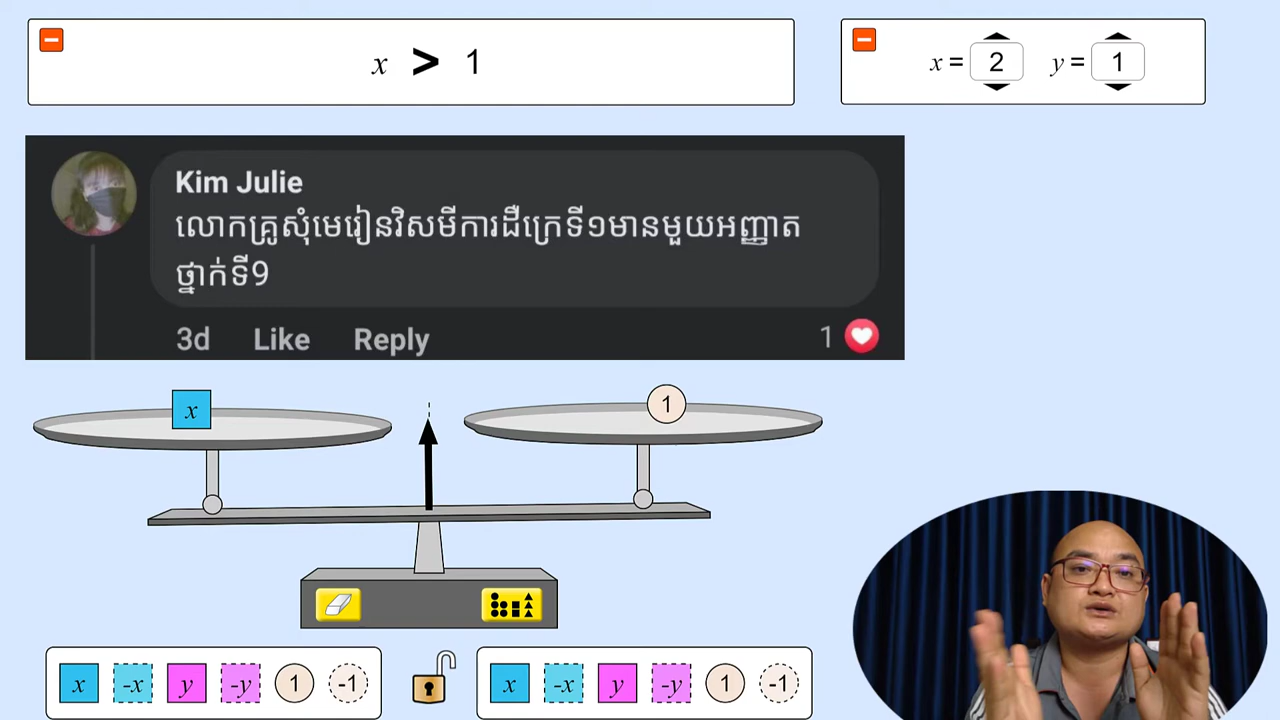 x > 1
x = 2 y = 1
Kim Julie
លោកគ្រូសុំមេរៀនវិសមីការដឺក្រេទី១មានមួយអញ្ញាត
ថ្នាក់ទី9
3d Like Reply 1
x 1
x -x y -y 1 -1 x -x y -y 1 -1